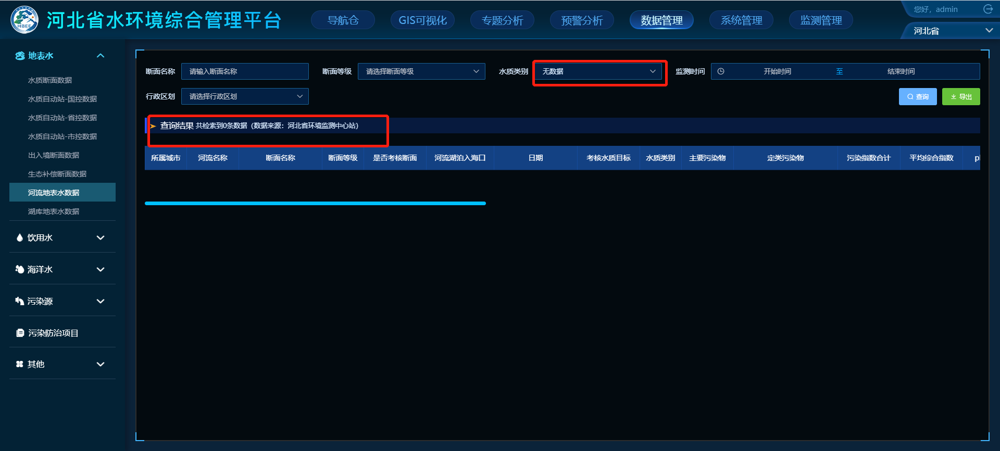 HBEE
河北省水环境综合管理平台
导航仓
GIS可视化
专题分析
预警分析
数据管理
系统管理
监测管理
您好，admin
河北省
地表水
水质断面数据
水质自动站-国控数据
水质自动站-省控数据
水质自动站-市控数据
出入境断面数据
生态补偿断面数据
河流地表水数据
湖库地表水数据
饮用水
海洋水
污染源
污染防治项目
其他
断面名称 请输入断面名称 断面等级 请选择断面等级 水质类别 无数据 监测时间 开始时间 至 结束时间
行政区划 请选择行政区划 查询 导出
查询结果 共检索到0条数据（数据来源：河北省环境监测中心站）
所属城市 河流名称 断面名称 断面等级 是否考核断面 河流湖泊入海口 日期 考核水质目标 水质类别 主要污染物 定类污染物 污染指数合计 平均综合指数 p